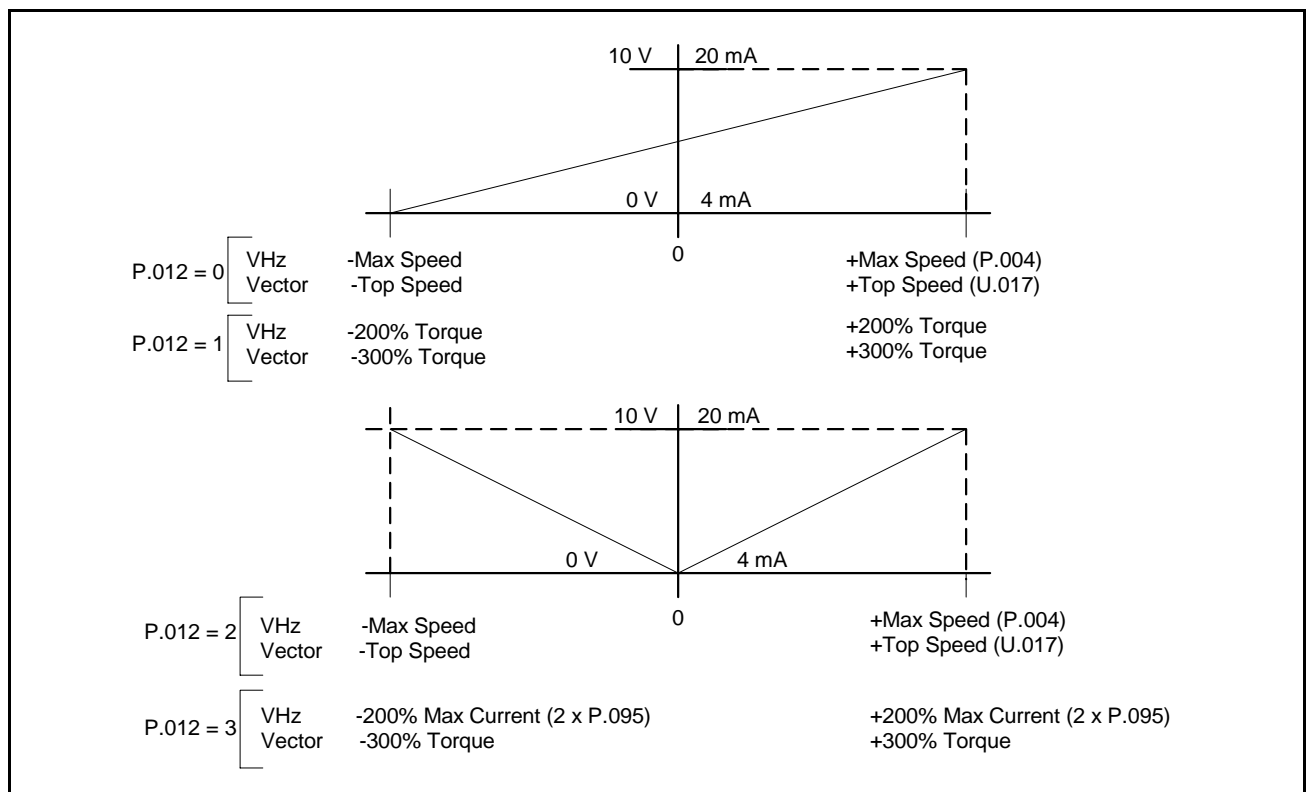 10 V 20 mA
0 V 4 mA
0
P.012 = 0 VHz -Max Speed +Max Speed (P.004)
Vector -Top Speed +Top Speed (U.017)
P.012 = 1 VHz -200% Torque +200% Torque
Vector -300% Torque +300% Torque
10 V 20 mA
0 V 4 mA
0
P.012 = 2 VHz -Max Speed +Max Speed (P.004)
Vector -Top Speed +Top Speed (U.017)
P.012 = 3 VHz -200% Max Current (2 x P.095) +200% Max Current (2 x P.095)
Vector -300% Torque +300% Torque